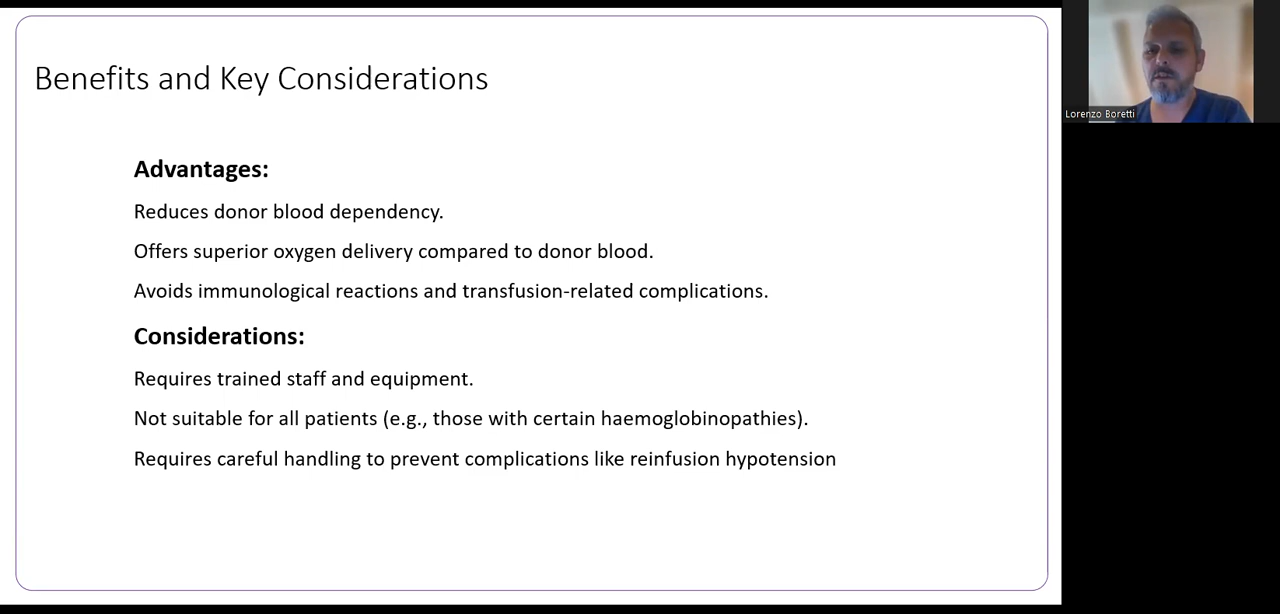 Benefits and Key Considerations
Advantages:
Reduces donor blood dependency.
Offers superior oxygen delivery compared to donor blood.
Avoids immunological reactions and transfusion-related complications.
Considerations:
Requires trained staff and equipment.
Not suitable for all patients (e.g., those with certain haemoglobinopathies).
Requires careful handling to prevent complications like reinfusion hypotension
Lorenzo Boretti